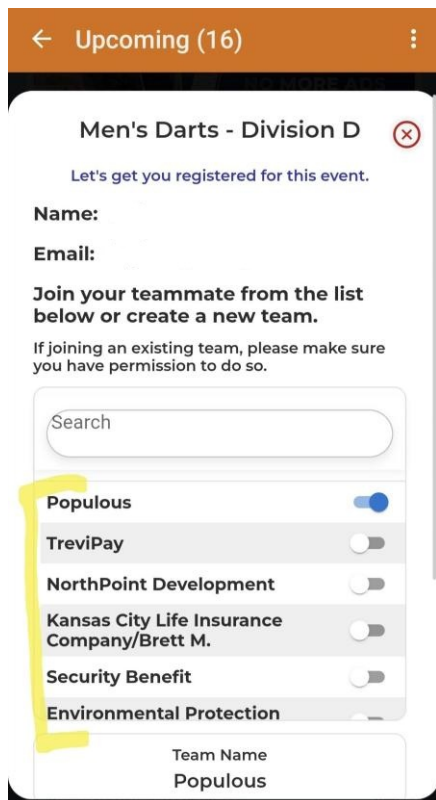 Upcoming (16)
NO MORE ADS
Men's Darts - Division D
Let's get you registered for this event.
Name:
Email:
Join your teammate from the list
below or create a new team.
If joining an existing team, please make sure
you have permission to do so.
Search
Populous
TreviPay
NorthPoint Development
Kansas City Life Insurance
Company/Brett M.
Security Benefit
Environmental Protection
Team Name
Populous